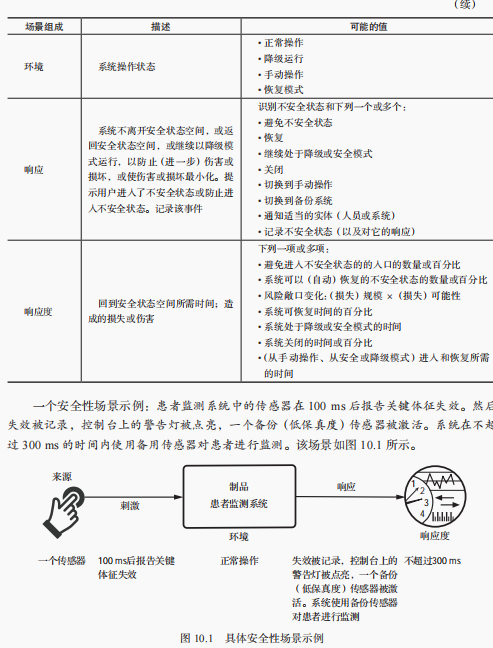 （续）
场景组成 描述 可能的值
环境 系统操作状态
• 正常操作
• 降级运行
• 手动操作
• 恢复模式
响应
系统不离开安全状态空间，或返
回安全状态空间，或继续以降级模
式运行，以防止（进一步）伤害或
损坏，或使伤害或损坏最小化。提
示用户进入了不安全状态或防止进
入不安全状态。记录该事件
识别不安全状态和下列一个或多个：
• 避免不安全状态
• 恢复
• 继续处于降级或安全模式
• 关闭
• 切换到手动操作
• 切换到备份系统
• 通知适当的实体（人员或系统）
• 记录不安全状态（以及对它的响应）
响应度
回到安全状态空间所需时间；造
成的损失或伤害
下列一项或多项：
• 避免进入不安全状态的的入口的数量或百分比
• 系统可以（自动）恢复的不安全状态的数量或百分比
• 风险敞口变化：（损失）规模 × （损失）可能性
• 系统可恢复时间的百分比
• 系统处于降级或安全模式的时间
• 系统关闭的时间或百分比
•（从手动操作、从安全或降级模式）进入和恢复所需
的时间
一个安全性场景示例：患者监测系统中的传感器在 100 ms 后报告关键体征失效。然后
失效被记录，控制台上的警告灯被点亮，一个备份（低保真度）传感器被激活。系统在不超
过 300 ms 的时间内使用备用传感器对患者进行监测。该场景如图 10.1 所示。
来源
刺激
制品
患者监测系统
环境
响应
1
2
3
4
响应度
一个传感器
100 ms后报告关键
体征失效
正常操作
失效被记录，控制台上的
警告灯被点亮，一个备份
（低保真度）传感器被激
活。系统使用备份传感器
对患者进行监测
不超过300 ms
图 10.1 具体安全性场景示例